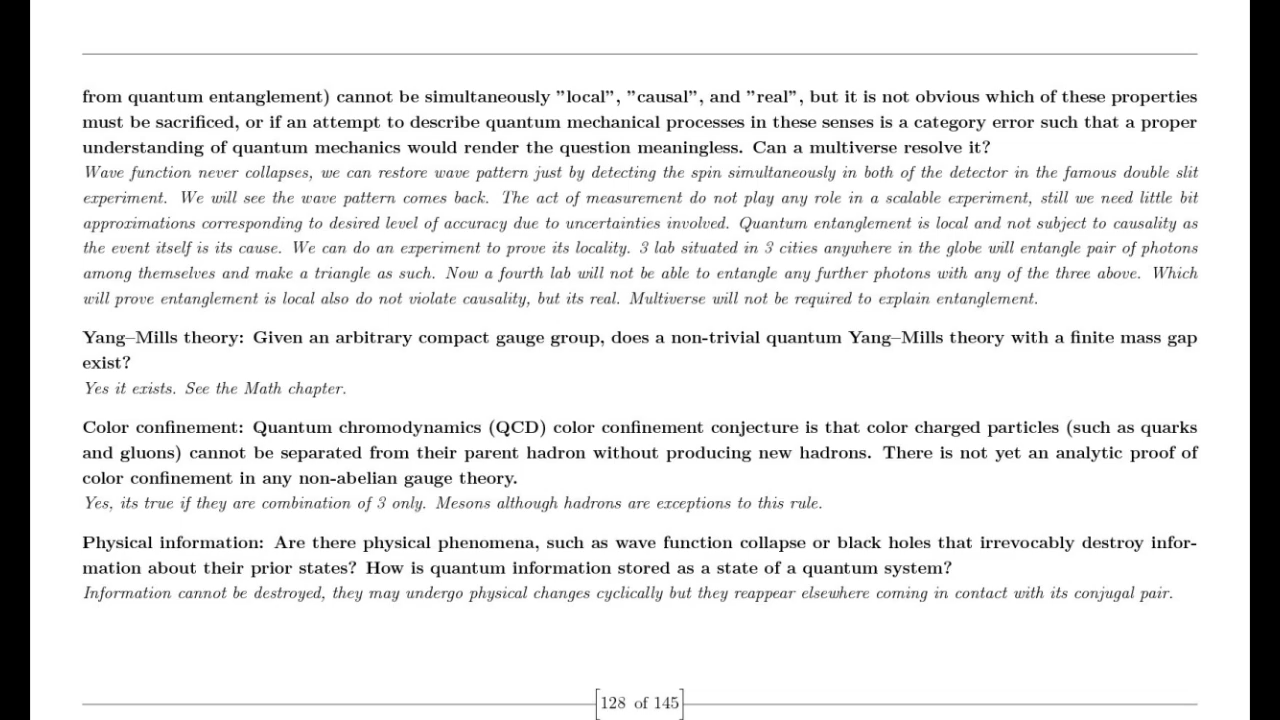 from quantum entanglement) cannot be simultaneously ”local”, ”causal”, and ”real”, but it is not obvious which of these properties
must be sacrificed, or if an attempt to describe quantum mechanical processes in these senses is a category error such that a proper
understanding of quantum mechanics would render the question meaningless. Can a multiverse resolve it?
Wave function never collapses, we can restore wave pattern just by detecting the spin simultaneously in both of the detector in the famous double slit
experiment. We will see the wave pattern comes back. The act of measurement do not play any role in a scalable experiment, still we need little bit
approximations corresponding to desired level of accuracy due to uncertainties involved. Quantum entanglement is local and not subject to causality as
the event itself is its cause. We can do an experiment to prove its locality. 3 lab situated in 3 cities anywhere in the globe will entangle pair of photons
among themselves and make a triangle as such. Now a fourth lab will not be able to entangle any further photons with any of the three above. Which
will prove entanglement is local also do not violate causality, but its real. Multiverse will not be required to explain entanglement.
Yang–Mills theory: Given an arbitrary compact gauge group, does a non-trivial quantum Yang–Mills theory with a finite mass gap
exist?
Yes it exists. See the Math chapter.
Color confinement: Quantum chromodynamics (QCD) color confinement conjecture is that color charged particles (such as quarks
and gluons) cannot be separated from their parent hadron without producing new hadrons. There is not yet an analytic proof of
color confinement in any non-abelian gauge theory.
Yes, its true if they are combination of 3 only. Mesons although hadrons are exceptions to this rule.
Physical information: Are there physical phenomena, such as wave function collapse or black holes that irrevocably destroy infor-
mation about their prior states? How is quantum information stored as a state of a quantum system?
Information cannot be destroyed, they may undergo physical changes cyclically but they reappear elsewhere coming in contact with its conjugal pair.
[128 of 145]